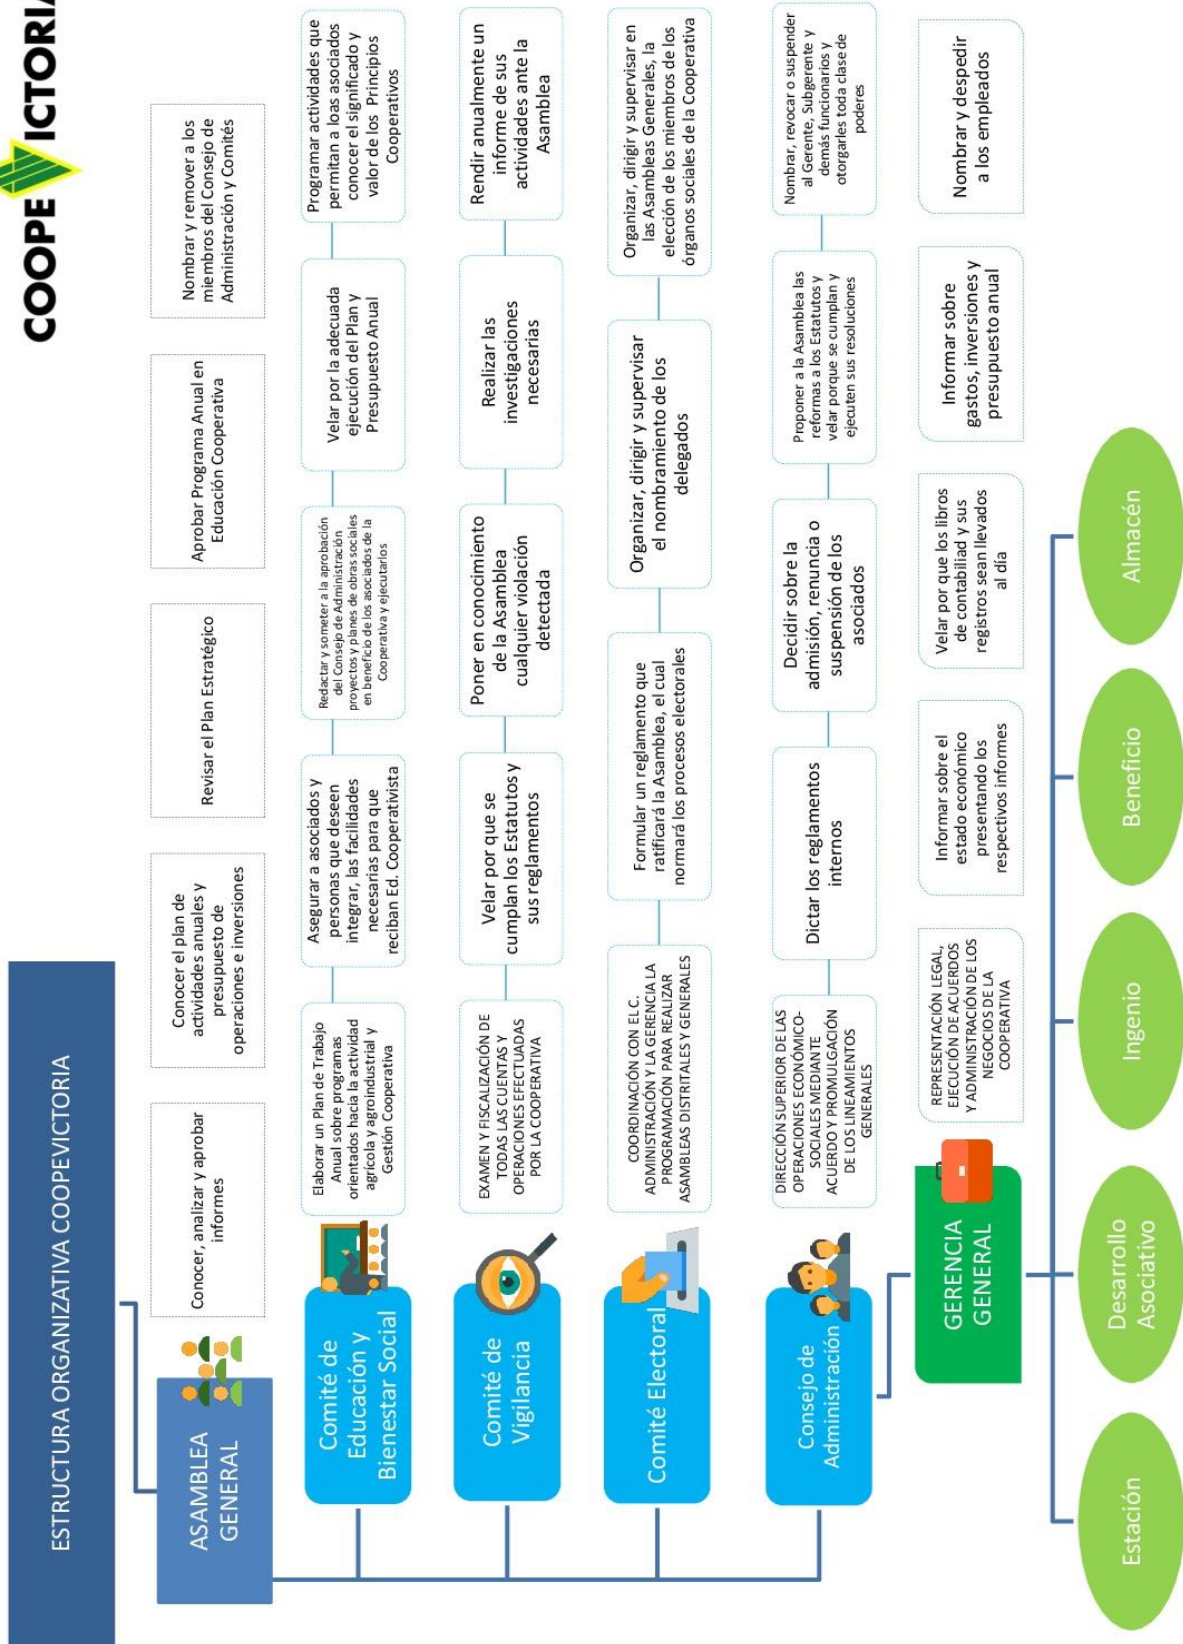 ESTRUCTURA ORGANIZATIVA COOPEVICTORIA
COOPE VICTORIA
ASAMBLEA
GENERAL
Conocer, analizar y aprobar
informes
Conocer el plan de
actividades anuales y
presupuesto de
operaciones e inversiones
Revisar el Plan Estratégico
Aprobar Programa Anual en
Educación Cooperativa
Nombrar y remover a los
miembros del Consejo de
Administración y Comités
Comité de
Educación y
Bienestar Social
Elaborar un Plan de Trabajo
Anual sobre programas
orientados hacia la actividad
agrícola y agroindustrial y
Gestión Cooperativa
Asegurar a asociados y
personas que deseen
integrar, las facilidades
necesarias para que
reciban Ed. Cooperativista
Redactar y someter a la aprobación
del Consejo de Administración
proyectos y planes de obras sociales
en beneficio de los asociados de la
Cooperativa y ejecutarlos
Velar por la adecuada
ejecución del Plan y
Presupuesto Anual
Programar actividades que
permitan a loas asociados
conocer el significado y
valor de los Principios
Cooperativos
Comité de
Vigilancia
EXAMEN Y FISCALIZACIÓN DE
TODAS LAS CUENTAS Y
OPERACIONES EFECTUADAS
POR LA COOPERATIVA
Velar por que se
cumplan los Estatutos y
sus reglamentos
Poner en conocimiento
de la Asamblea
cualquier violación
detectada
Realizar las
investigaciones
necesarias
Rendir anualmente un
informe de sus
actividades ante la
Asamblea
Comité Electoral
COORDINACIÓN CON EL C.
ADMINISTRACIÓN Y LA GERENCIA LA
PROGRAMACIÓN PARA REALIZAR
ASAMBLEAS DISTRITALES Y GENERALES
Formular un reglamento que
ratificará la Asamblea, el cual
normará los procesos electorales
Organizar, dirigir y supervisar
el nombramiento de los
delegados
Organizar, dirigir y supervisar en
las Asambleas Generales, la
elección de los miembros de los
órganos sociales de la Cooperativa
Consejo de
Administración
DIRECCIÓN SUPERIOR DE LAS
OPERACIONES ECONÓMICO-
SOCIALES MEDIANTE
ACUERDO Y PROMULGACIÓN
DE LOS LINEAMIENTOS
GENERALES
Dictar los reglamentos
internos
Decidir sobre la
admisión, renuncia o
suspensión de los
asociados
Proponer a la Asamblea las
reformas a los Estatutos y
velar porque se cumplan y
ejecuten sus resoluciones
Nombrar, revocar o suspender
al Gerente, Subgerente y
demás funcionarios y
otorgarles toda clase de
poderes
GERENCIA
GENERAL
REPRESENTACIÓN LEGAL,
EJECUCIÓN DE ACUERDOS
Y ADMINISTRACIÓN DE LOS
NEGOCIOS DE LA
COOPERATIVA
Informar sobre el
estado económico
presentando los
respectivos informes
Velar por que los libros
de contabiliad y sus
registros sean llevados
al día
Informar sobre
gastos, inversiones y
presupuesto anual
Nombrar y despedir
a los empleados
Estación
Desarrollo
Asociativo
Ingenio
Beneficio
Almacén